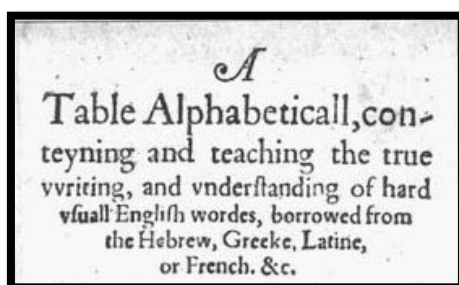 A
Table Alphabeticall,con-
teyning and teaching the true
vvriting, and vnderſtanding of hard
vſuall Engliſh wordes, borrowed from
the Hebrew, Greeke, Latine,
or French. &c.